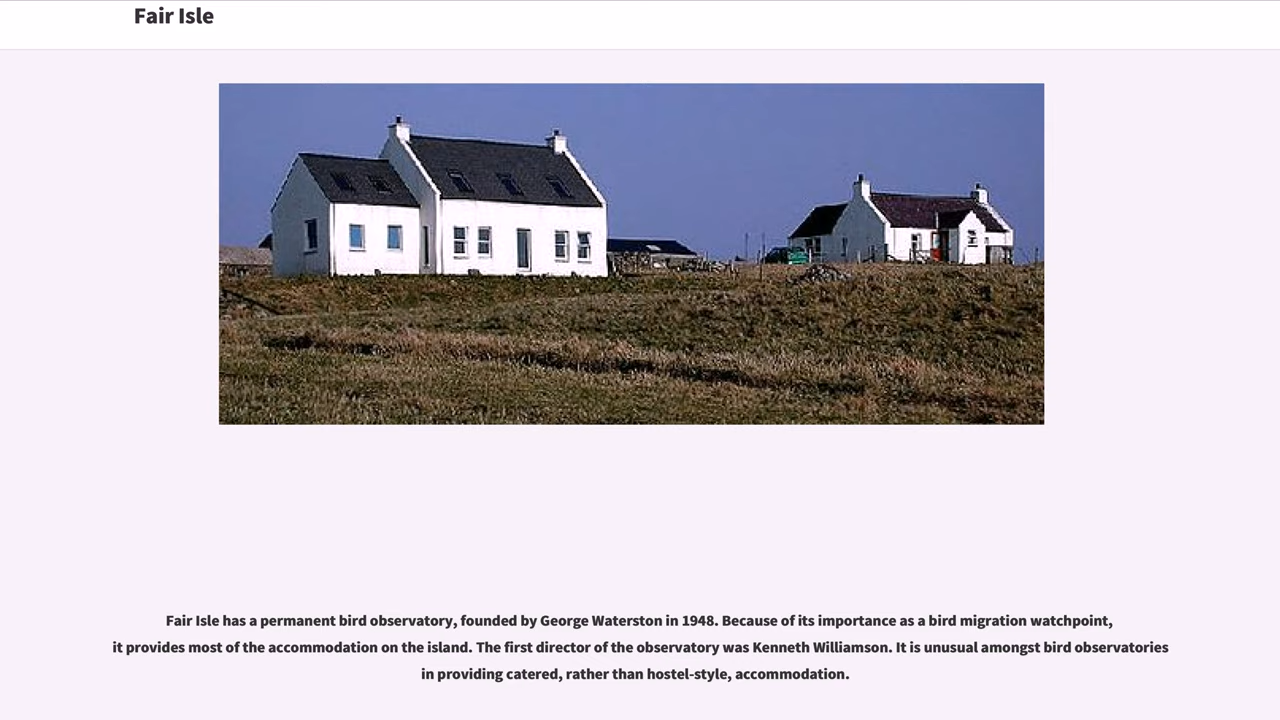 Fair Isle
Fair Isle has a permanent bird observatory, founded by George Waterston in 1948. Because of its importance as a bird migration watchpoint,
it provides most of the accommodation on the island. The first director of the observatory was Kenneth Williamson. It is unusual amongst bird observatories
in providing catered, rather than hostel-style, accommodation.